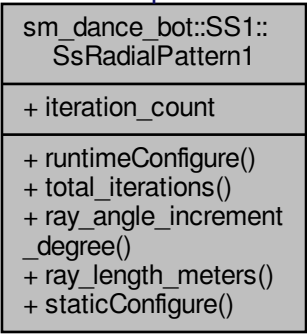 sm_dance_bot::SS1::
SsRadialPattern1
+ iteration_count
+ runtimeConfigure()
+ total_iterations()
+ ray_angle_increment
_degree()
+ ray_length_meters()
+ staticConfigure()